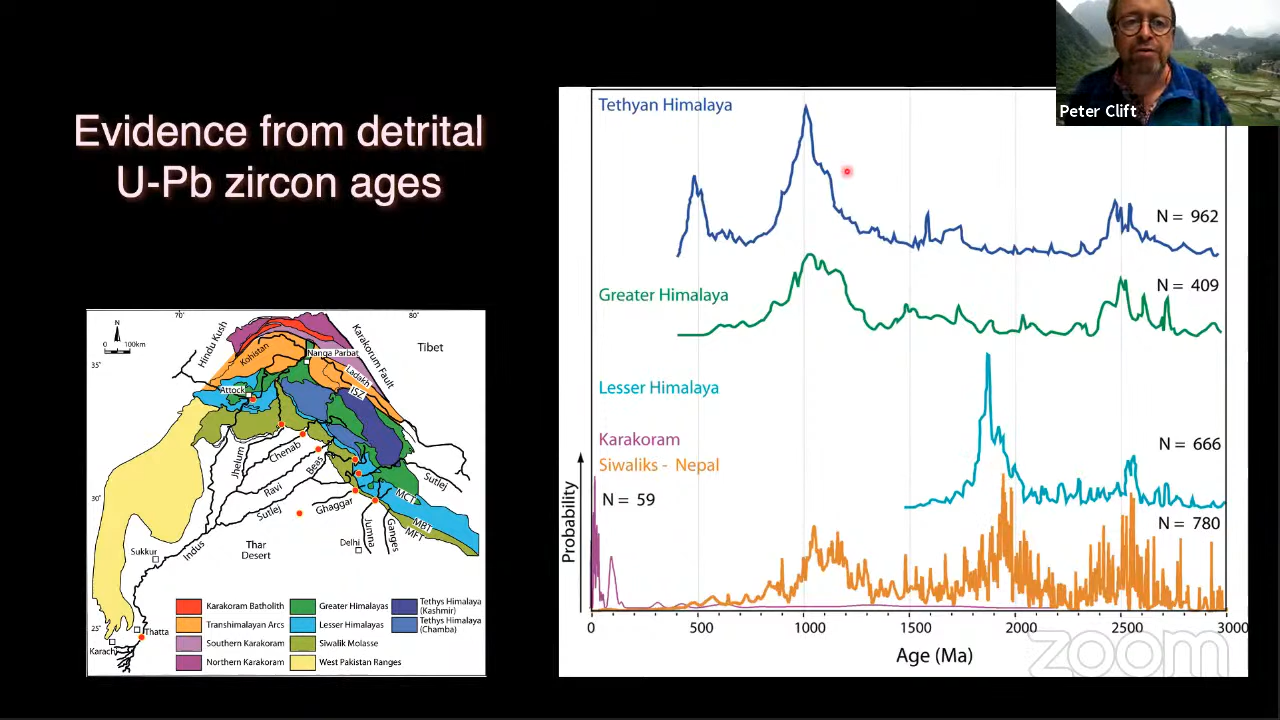 Evidence from detrital
U-Pb zircon ages
Peter Clift
Tethyan Himalaya
N = 962
Greater Himalaya
N = 409
Lesser Himalaya
N = 666
Karakoram
Siwaliks - Nepal
N = 59
N = 780
Probability
0
500
1000
1500
2000
2500
3000
Age (Ma)
zoom
70°
80°
N
0 100km
35°
30°
25°
Hindu Kush
Karakorum Fault
Tibet
Kohistan
Nanga Parbat
Ladakh
ISZ
Attock
Jhelum
Chenab
Beas
Ravi
Sutlej
Sutlej
Ghaggar
MCT
MBT
MFT
Jumna
Ganges
Delhi
Thar
Desert
Indus
Sukkur
Thatta
Karachi
Karakoram Batholith
Transhimalayan Arcs
Southern Karakoram
Northern Karakoram
Greater Himalayas
Lesser Himalayas
Siwalik Molasse
West Pakistan Ranges
Tethys Himalaya
(Kashmir)
Tethys Himalaya
(Chamba)